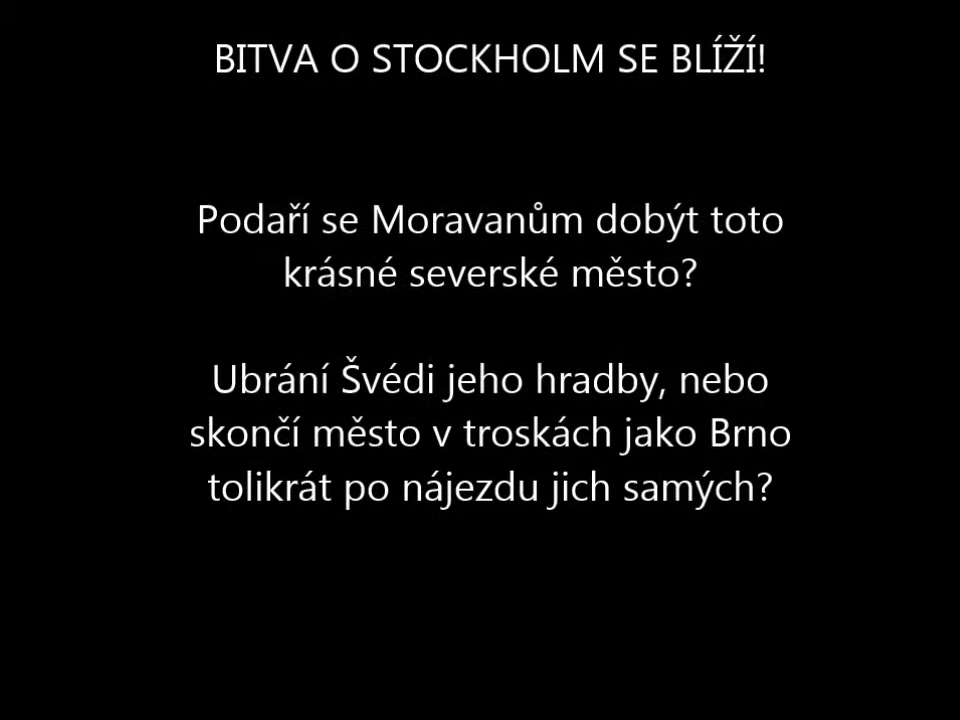 BITVA O STOCKHOLM SE BLÍŽÍ!
Podaří se Moravanům dobýt toto
krásné severské město?
Ubrání Švédi jeho hradby, nebo
skončí město v troskách jako Brno
tolikrát po nájezdu jich samých?